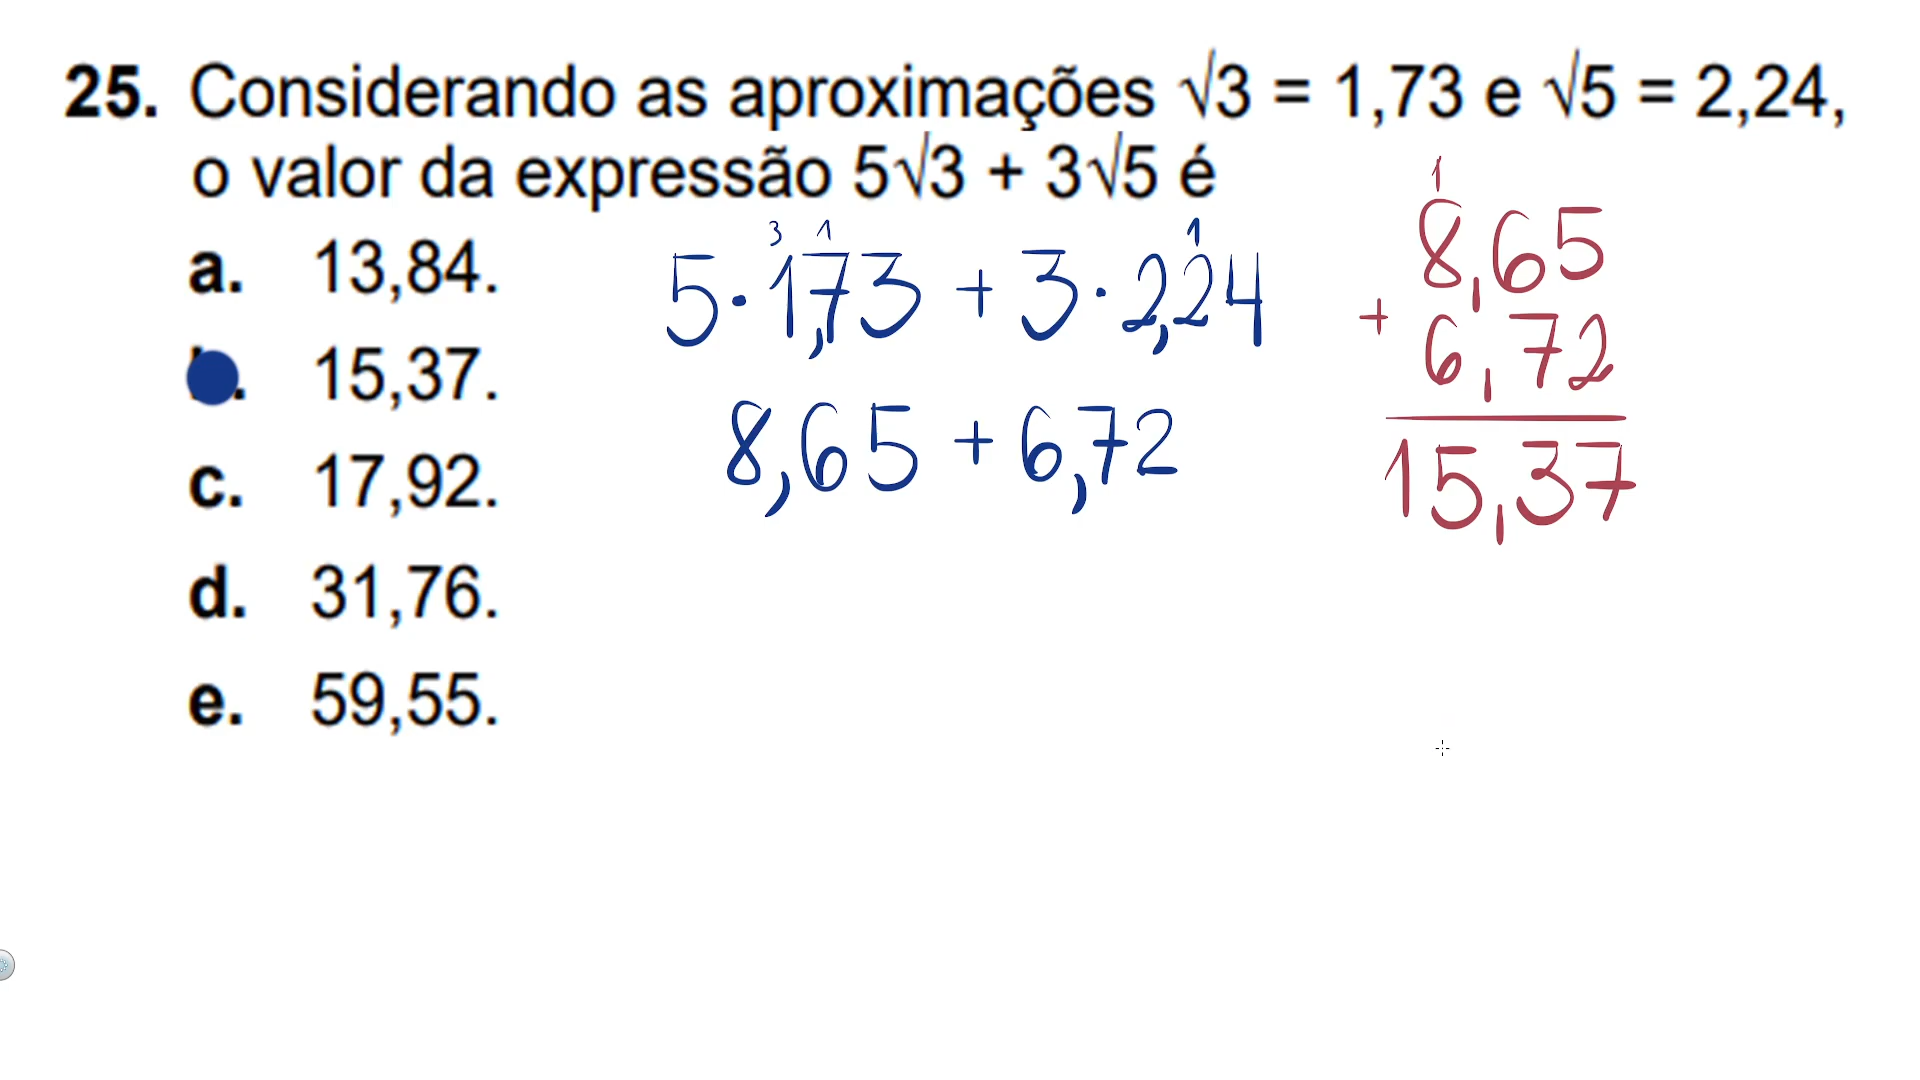 25. Considerando as aproximações √3 = 1,73 e √5 = 2,24,
o valor da expressão 5√3 + 3√5 é
a. 13,84.
15,37.
c. 17,92.
d. 31,76.
e. 59,55.
3 1 1
5·1,73 + 3·2,24
8,65 + 6,72
1
8,65
+ 6,72
15,37